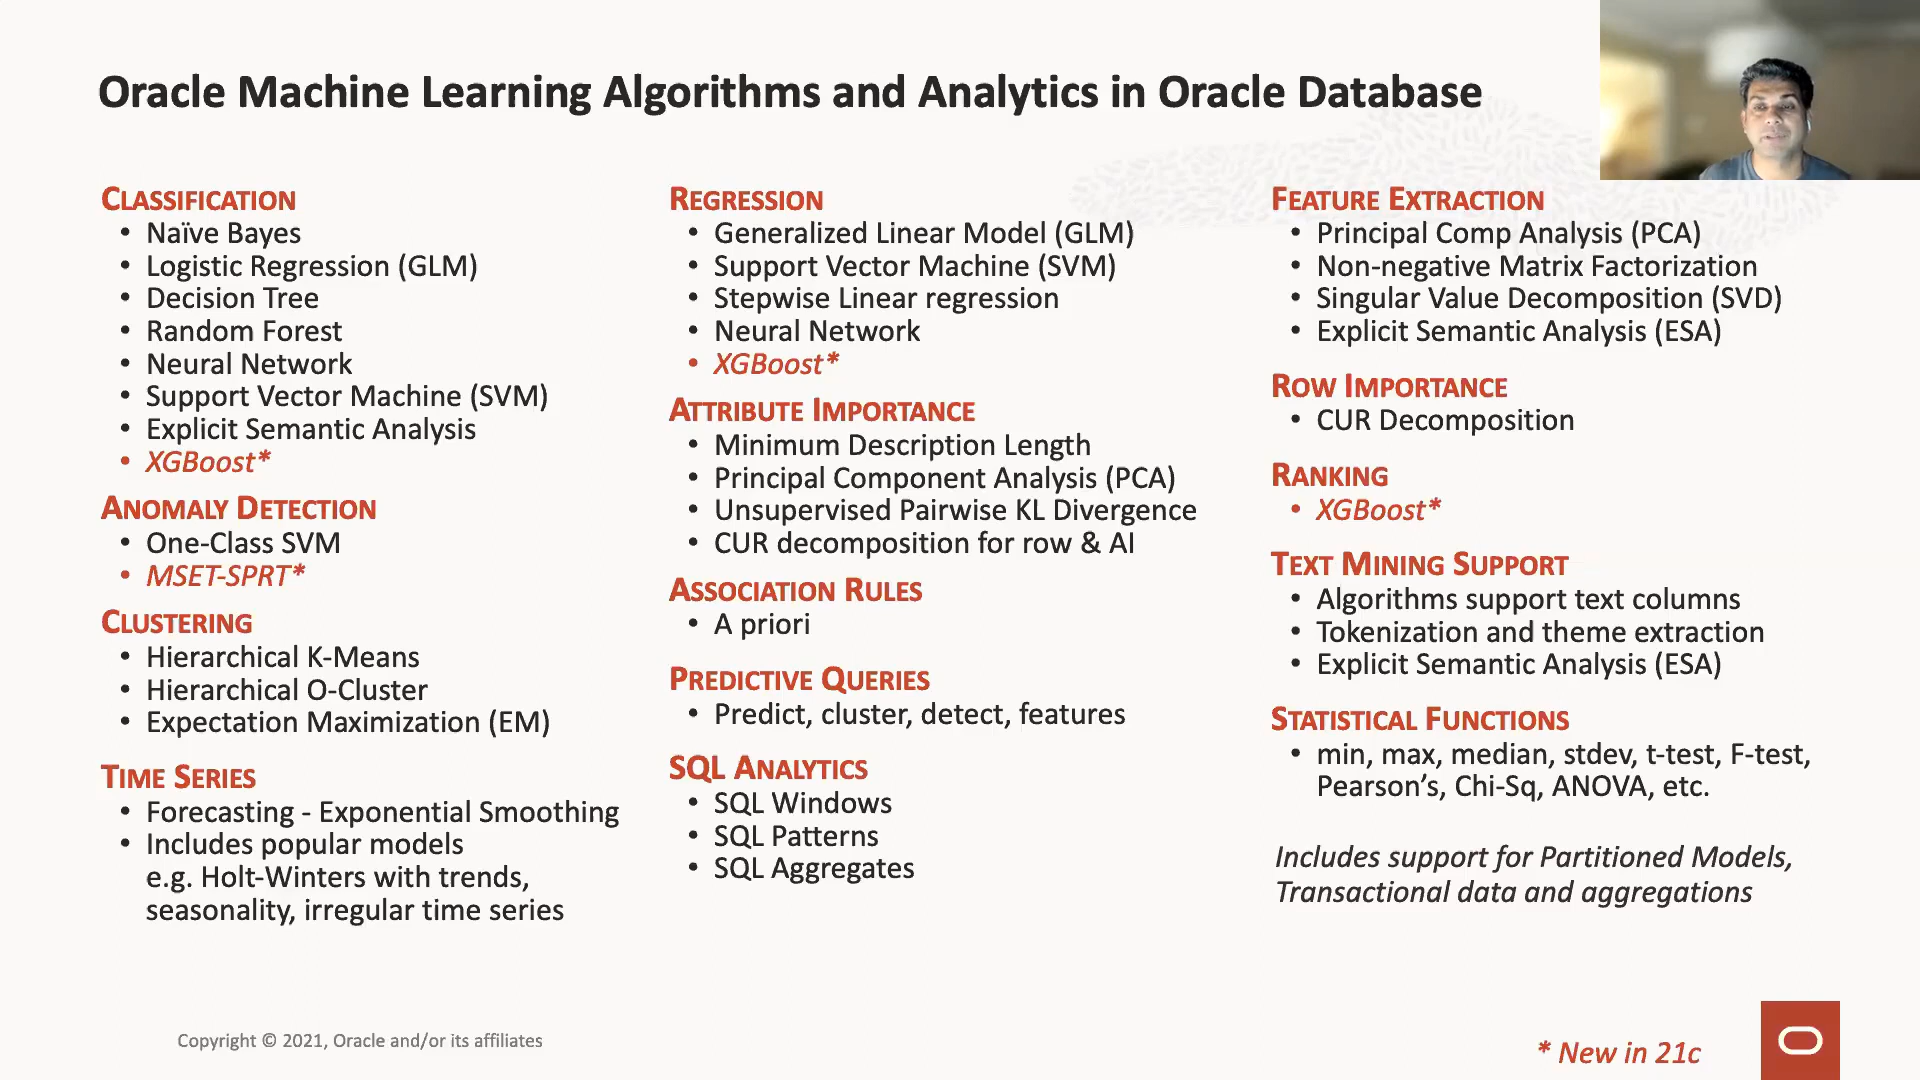 Oracle Machine Learning Algorithms and Analytics in Oracle Database
CLASSIFICATION
• Naïve Bayes
• Logistic Regression (GLM)
• Decision Tree
• Random Forest
• Neural Network
• Support Vector Machine (SVM)
• Explicit Semantic Analysis
• XGBoost*
ANOMALY DETECTION
• One-Class SVM
• MSET-SPRT*
CLUSTERING
• Hierarchical K-Means
• Hierarchical O-Cluster
• Expectation Maximization (EM)
TIME SERIES
• Forecasting - Exponential Smoothing
• Includes popular models
e.g. Holt-Winters with trends,
seasonality, irregular time series
REGRESSION
• Generalized Linear Model (GLM)
• Support Vector Machine (SVM)
• Stepwise Linear regression
• Neural Network
• XGBoost*
ATTRIBUTE IMPORTANCE
• Minimum Description Length
• Principal Component Analysis (PCA)
• Unsupervised Pairwise KL Divergence
• CUR decomposition for row & AI
ASSOCIATION RULES
• A priori
PREDICTIVE QUERIES
• Predict, cluster, detect, features
SQL ANALYTICS
• SQL Windows
• SQL Patterns
• SQL Aggregates
FEATURE EXTRACTION
• Principal Comp Analysis (PCA)
• Non-negative Matrix Factorization
• Singular Value Decomposition (SVD)
• Explicit Semantic Analysis (ESA)
ROW IMPORTANCE
• CUR Decomposition
RANKING
• XGBoost*
TEXT MINING SUPPORT
• Algorithms support text columns
• Tokenization and theme extraction
• Explicit Semantic Analysis (ESA)
STATISTICAL FUNCTIONS
• min, max, median, stdev, t-test, F-test,
Pearson’s, Chi-Sq, ANOVA, etc.
Includes support for Partitioned Models,
Transactional data and aggregations
Copyright © 2021, Oracle and/or its affiliates
* New in 21c